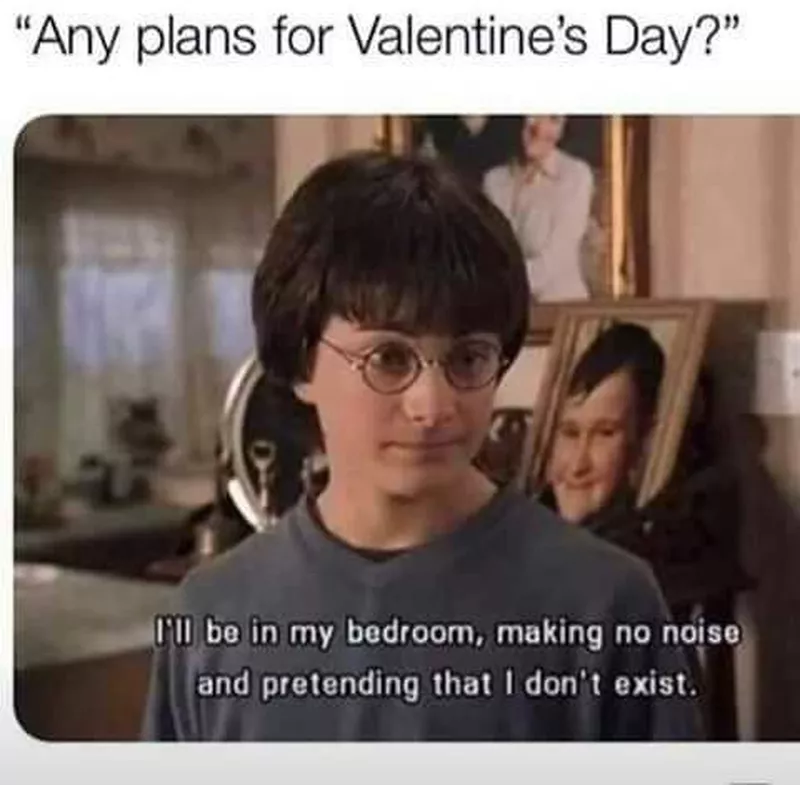 “Any plans for Valentine’s Day?”
I'll be in my bedroom, making no noise
and pretending that I don't exist.